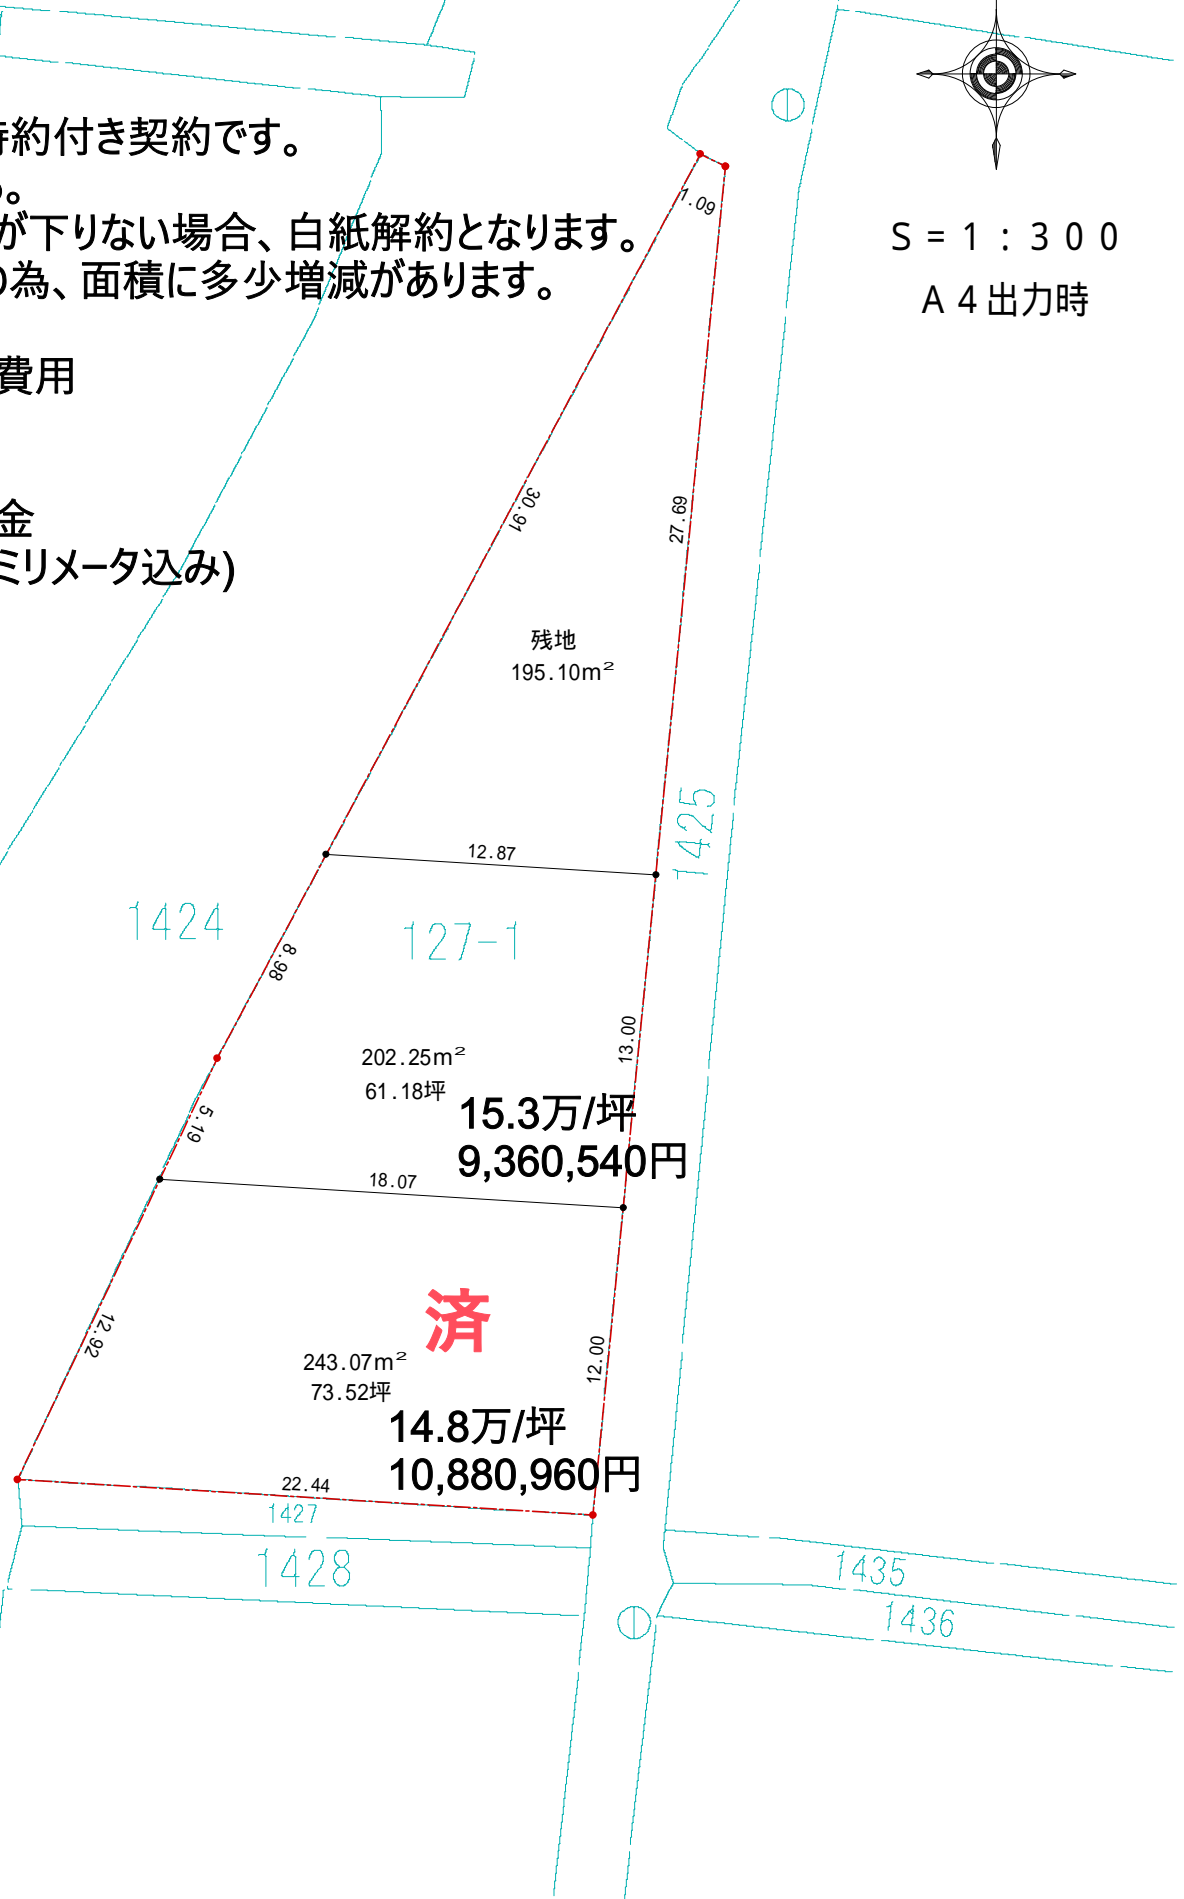 特約付き契約です。
る。
が下りない場合、白紙解約となります。
の為、面積に多少増減があります。
費用
金
ミリメータ込み)
S=1:300
A4出力時
1.09
30.91
27.69
残地
195.10m²
12.87
1425
1424
127-1
8.98
13.00
202.25m²
61.18坪
15.3万/坪
9,360,540円
5.19
18.07
済
12.92
12.00
243.07m²
73.52坪
14.8万/坪
10,880,960円
22.44
1427
1428
1435
1436